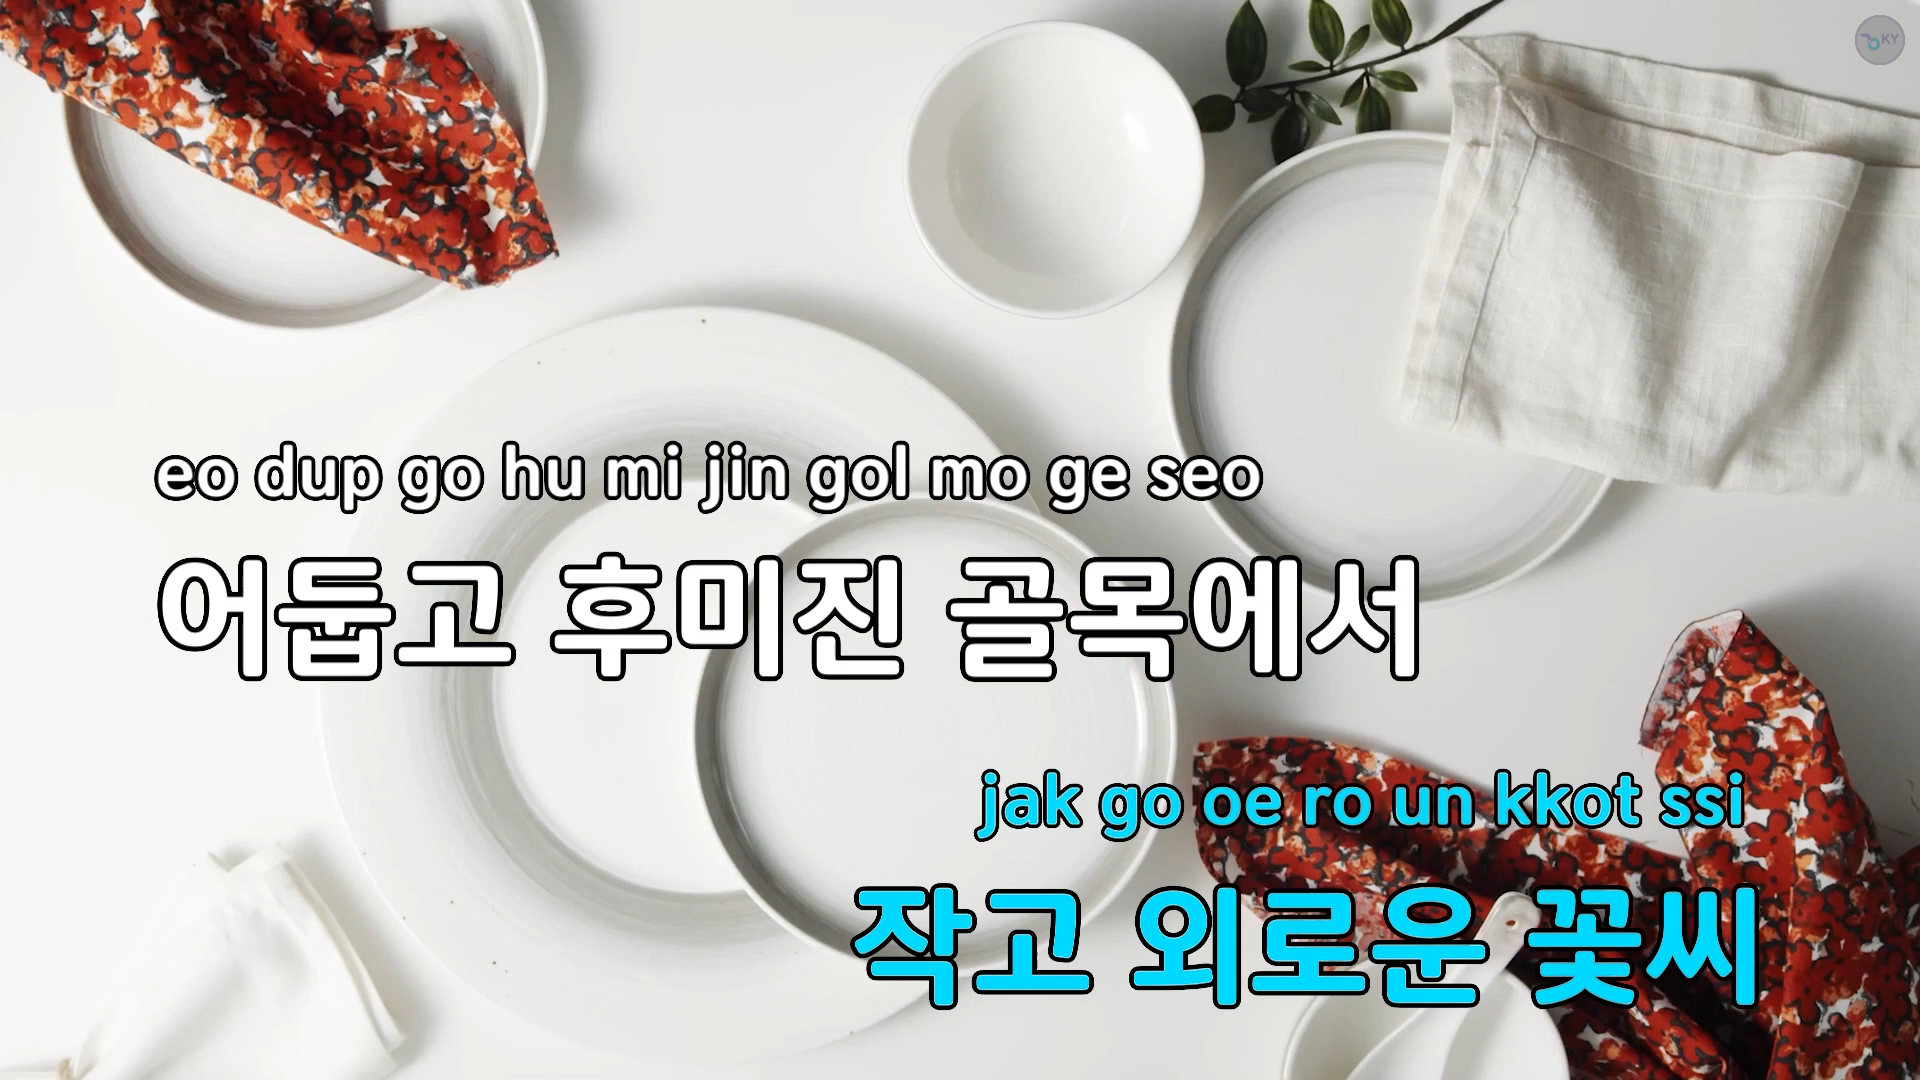 KY
eo dup go hu mi jin gol mo ge seo
어둡고 후미진 골목에서
jak go oe ro un kkot ssi
작고 외로운 꽃씨